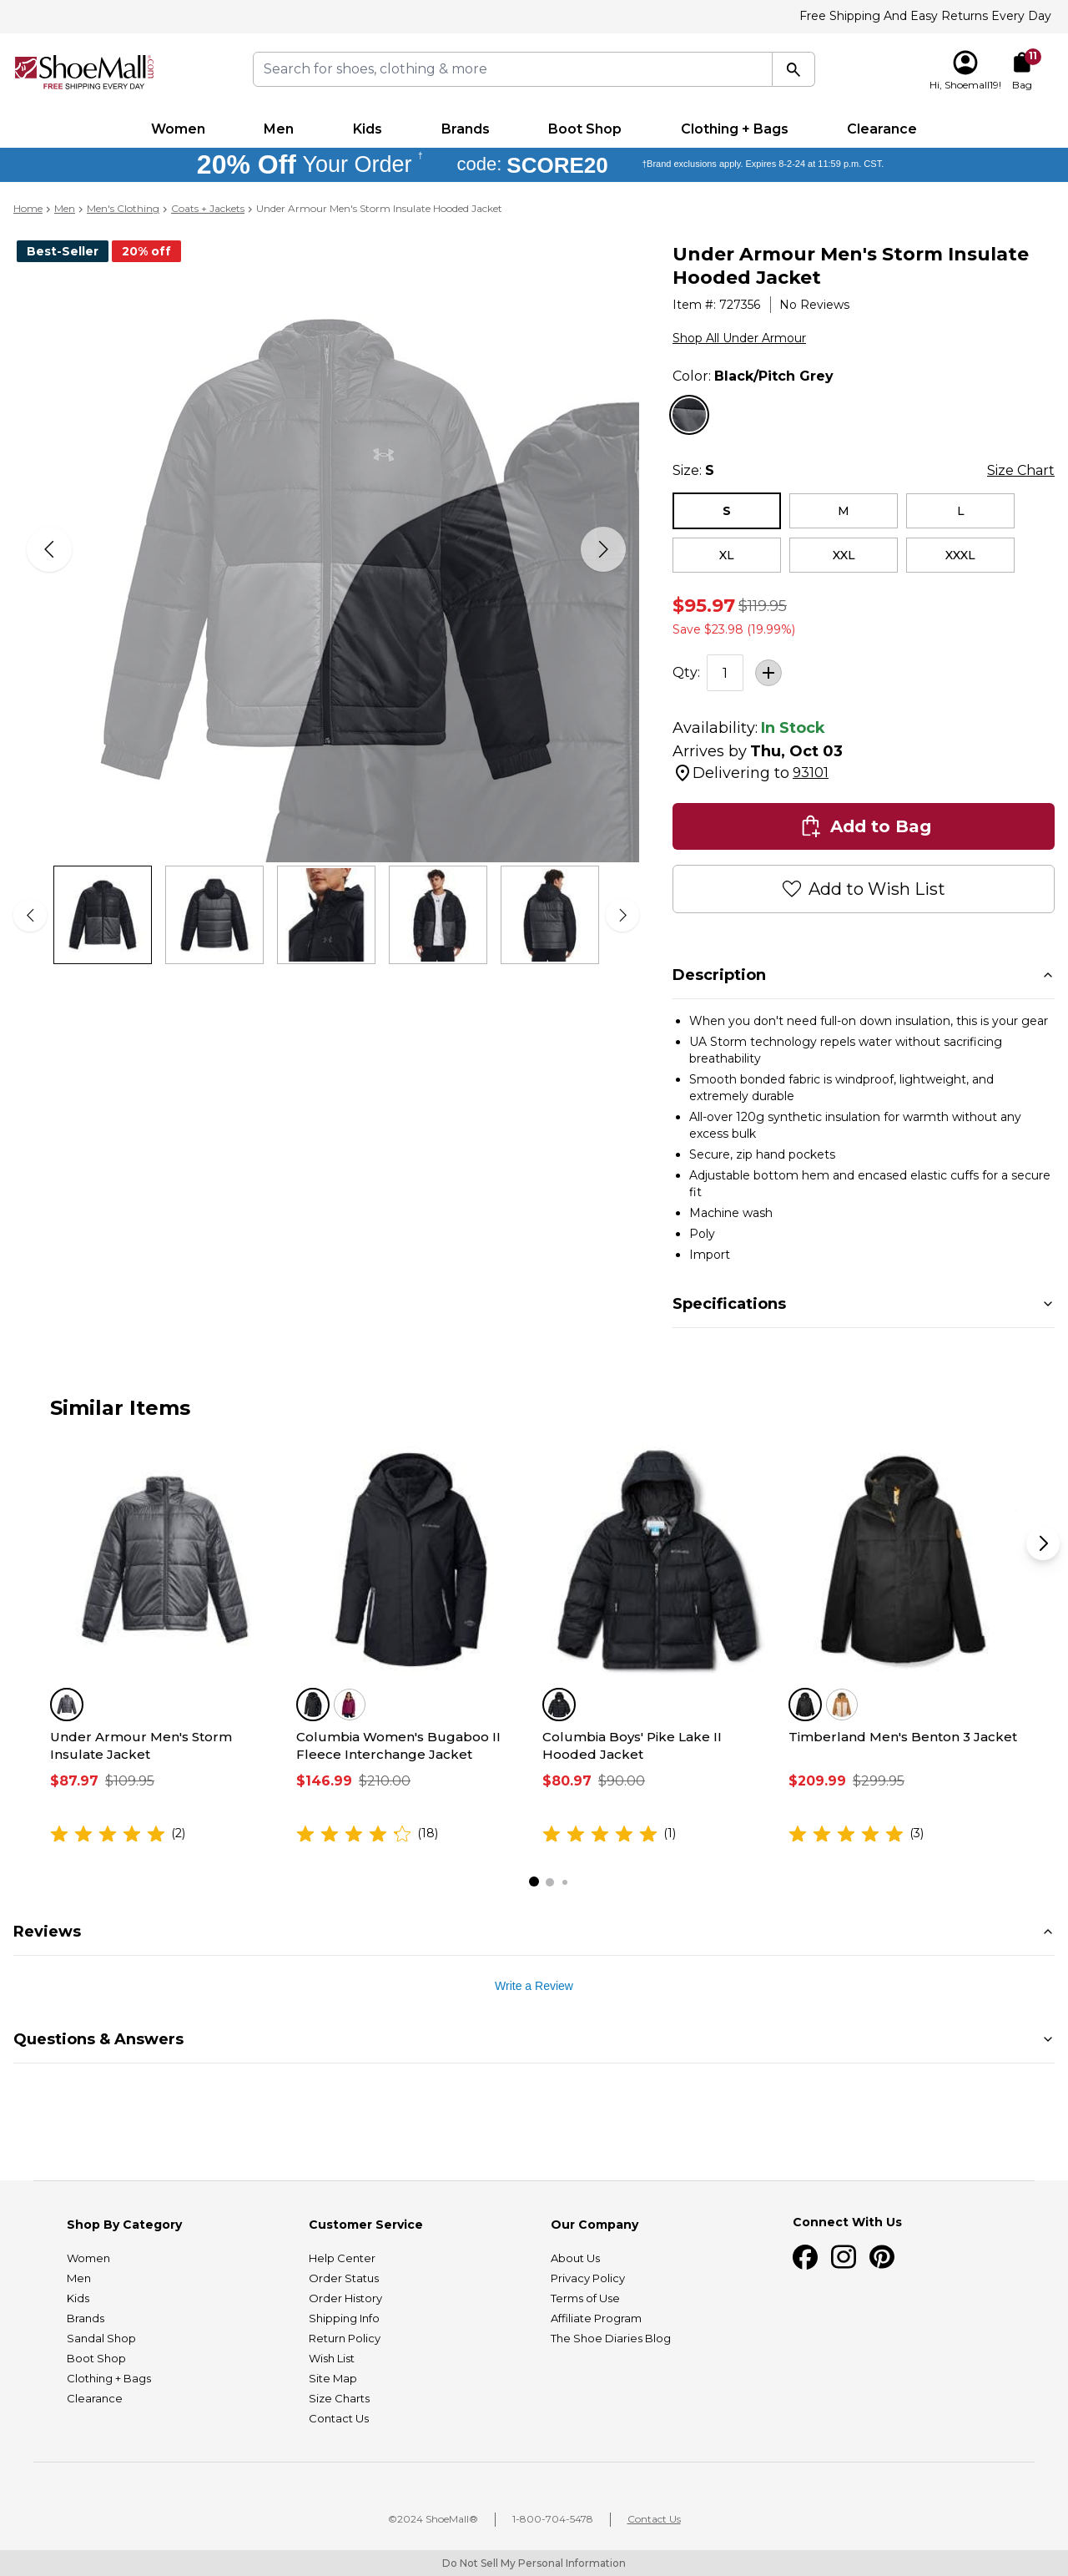 Free Shipping And Easy Returns Every Day
ShoeMall.com
FREE SHIPPING EVERY DAY
Search for shoes, clothing & more
11
Hi, Shoemall19!
Bag
Women
Men
Kids
Brands
Boot Shop
Clothing + Bags
Clearance
20% Off Your Order †
code: SCORE20
†Brand exclusions apply. Expires 8-2-24 at 11:59 p.m. CST.
Home > Men > Men's Clothing > Coats + Jackets > Under Armour Men's Storm Insulate Hooded Jacket
Best-Seller
20% off
Under Armour Men's Storm Insulate
Hooded Jacket
Item #: 727356
No Reviews
Shop All Under Armour
Color: Black/Pitch Grey
Size: S
Size Chart
S
M
L
XL
XXL
XXXL
$95.97 $119.95
Save $23.98 (19.99%)
Qty: 1
Availability: In Stock
Arrives by Thu, Oct 03
Delivering to 93101
Add to Bag
Add to Wish List
Description
• When you don't need full-on down insulation, this is your gear
• UA Storm technology repels water without sacrificing
breathability
• Smooth bonded fabric is windproof, lightweight, and
extremely durable
• All-over 120g synthetic insulation for warmth without any
excess bulk
• Secure, zip hand pockets
• Adjustable bottom hem and encased elastic cuffs for a secure
fit
• Machine wash
• Poly
• Import
Specifications
Similar Items
Under Armour Men's Storm
Insulate Jacket
$87.97 $109.95
(2)
Columbia Women's Bugaboo II
Fleece Interchange Jacket
$146.99 $210.00
(18)
Columbia Boys' Pike Lake II
Hooded Jacket
$80.97 $90.00
(1)
Timberland Men's Benton 3 Jacket
$209.99 $299.95
(3)
Reviews
Write a Review
Questions & Answers
Shop By Category
Women
Men
Kids
Brands
Sandal Shop
Boot Shop
Clothing + Bags
Clearance
Customer Service
Help Center
Order Status
Order History
Shipping Info
Return Policy
Wish List
Site Map
Size Charts
Contact Us
Our Company
About Us
Privacy Policy
Terms of Use
Affiliate Program
The Shoe Diaries Blog
Connect With Us
©2024 ShoeMall®
1-800-704-5478
Contact Us
Do Not Sell My Personal Information